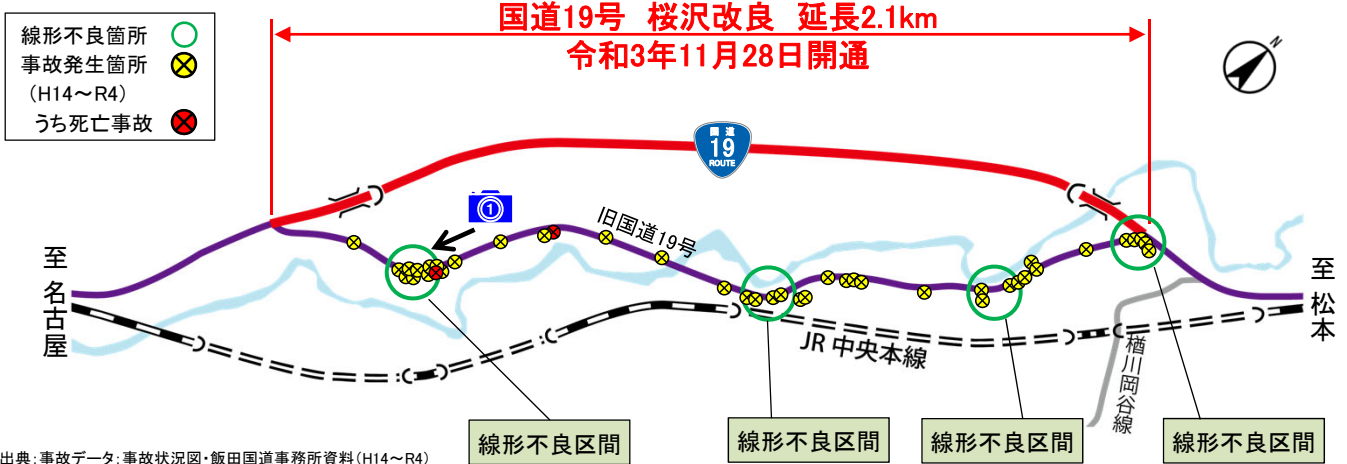 国道19号 桜沢改良 延長2.1km
令和3年11月28日開通
線形不良箇所
事故発生箇所
(H14～R4)
うち死亡事故
N
国道
19
ROUTE
①
旧国道19号
至名古屋
至松本
JR中央本線
楢川岡谷線
線形不良区間
線形不良区間
線形不良区間
線形不良区間
出典:事故データ:事故状況図・飯田国道事務所資料(H14～R4)